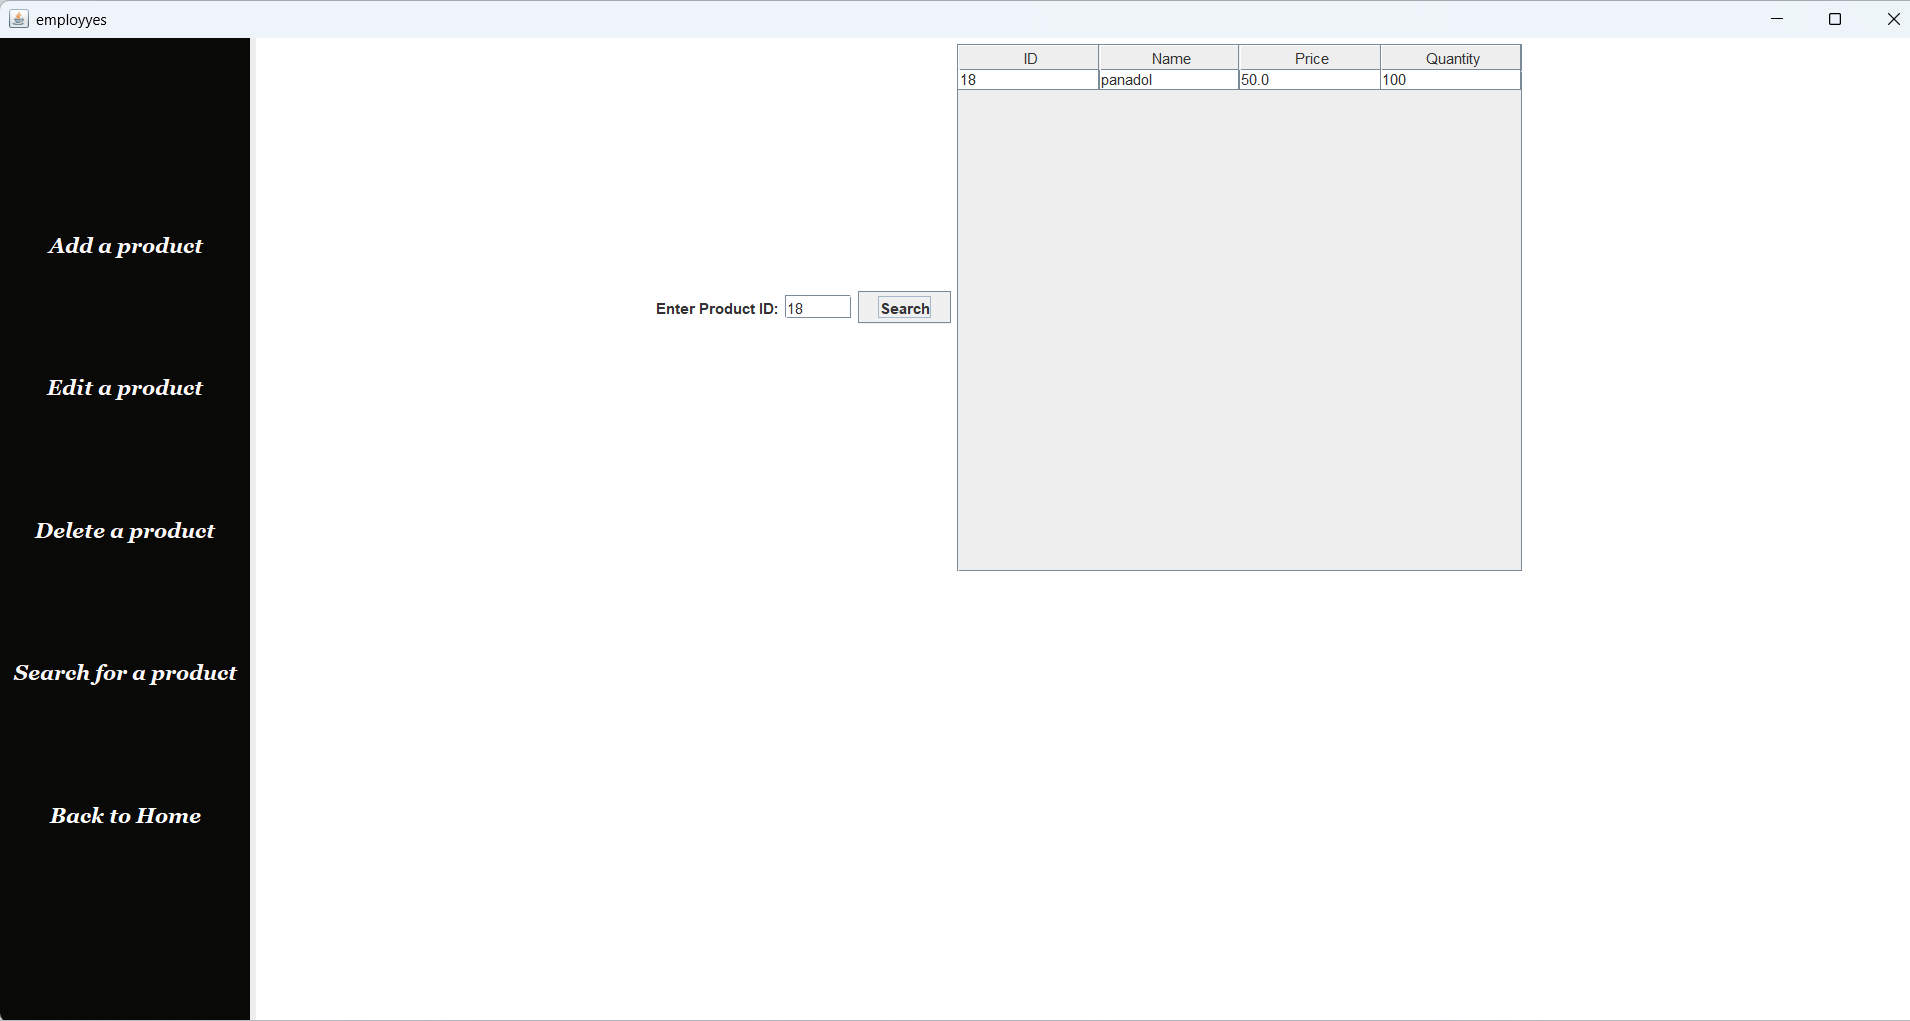 employyes
Add a product
Edit a product
Delete a product
Search for a product
Back to Home
Enter Product ID: 18 Search
ID Name Price Quantity
18 panadol 50.0 100